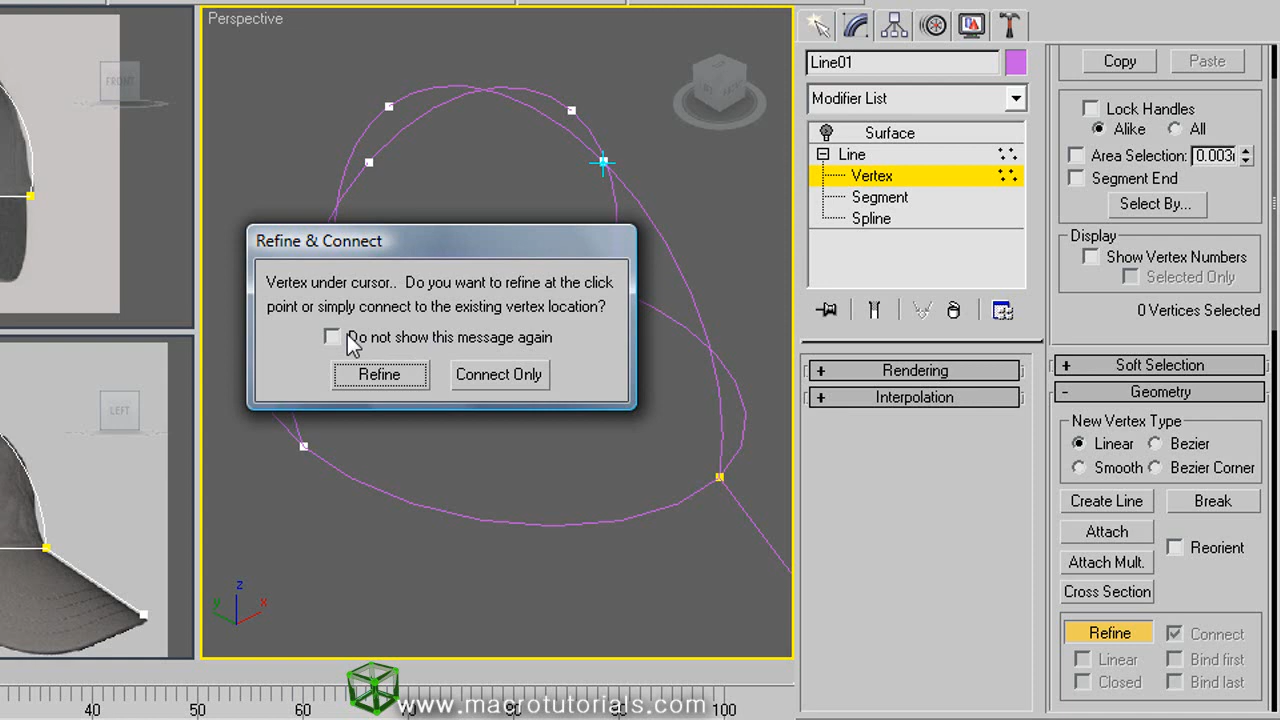 Perspective
FRONT
LEFT
Refine & Connect
Vertex under cursor.. Do you want to refine at the click
point or simply connect to the existing vertex location?
Do not show this message again
Refine
Connect Only
z
y
x
Line01
Modifier List
Surface
Line
Vertex
Segment
Spline
+ Rendering
+ Interpolation
Copy
Paste
Lock Handles
Alike
All
Area Selection:
Segment End
Select By...
Display
Show Vertex Numbers
Selected Only
0 Vertices Selected
+ Soft Selection
- Geometry
New Vertex Type
Linear
Bezier
Smooth
Bezier Corner
Create Line
Break
Attach
Reorient
Attach Mult.
Cross Section
Refine
Connect
Linear
Bind first
Closed
Bind last
40 50 100
www.macrotutorials.com